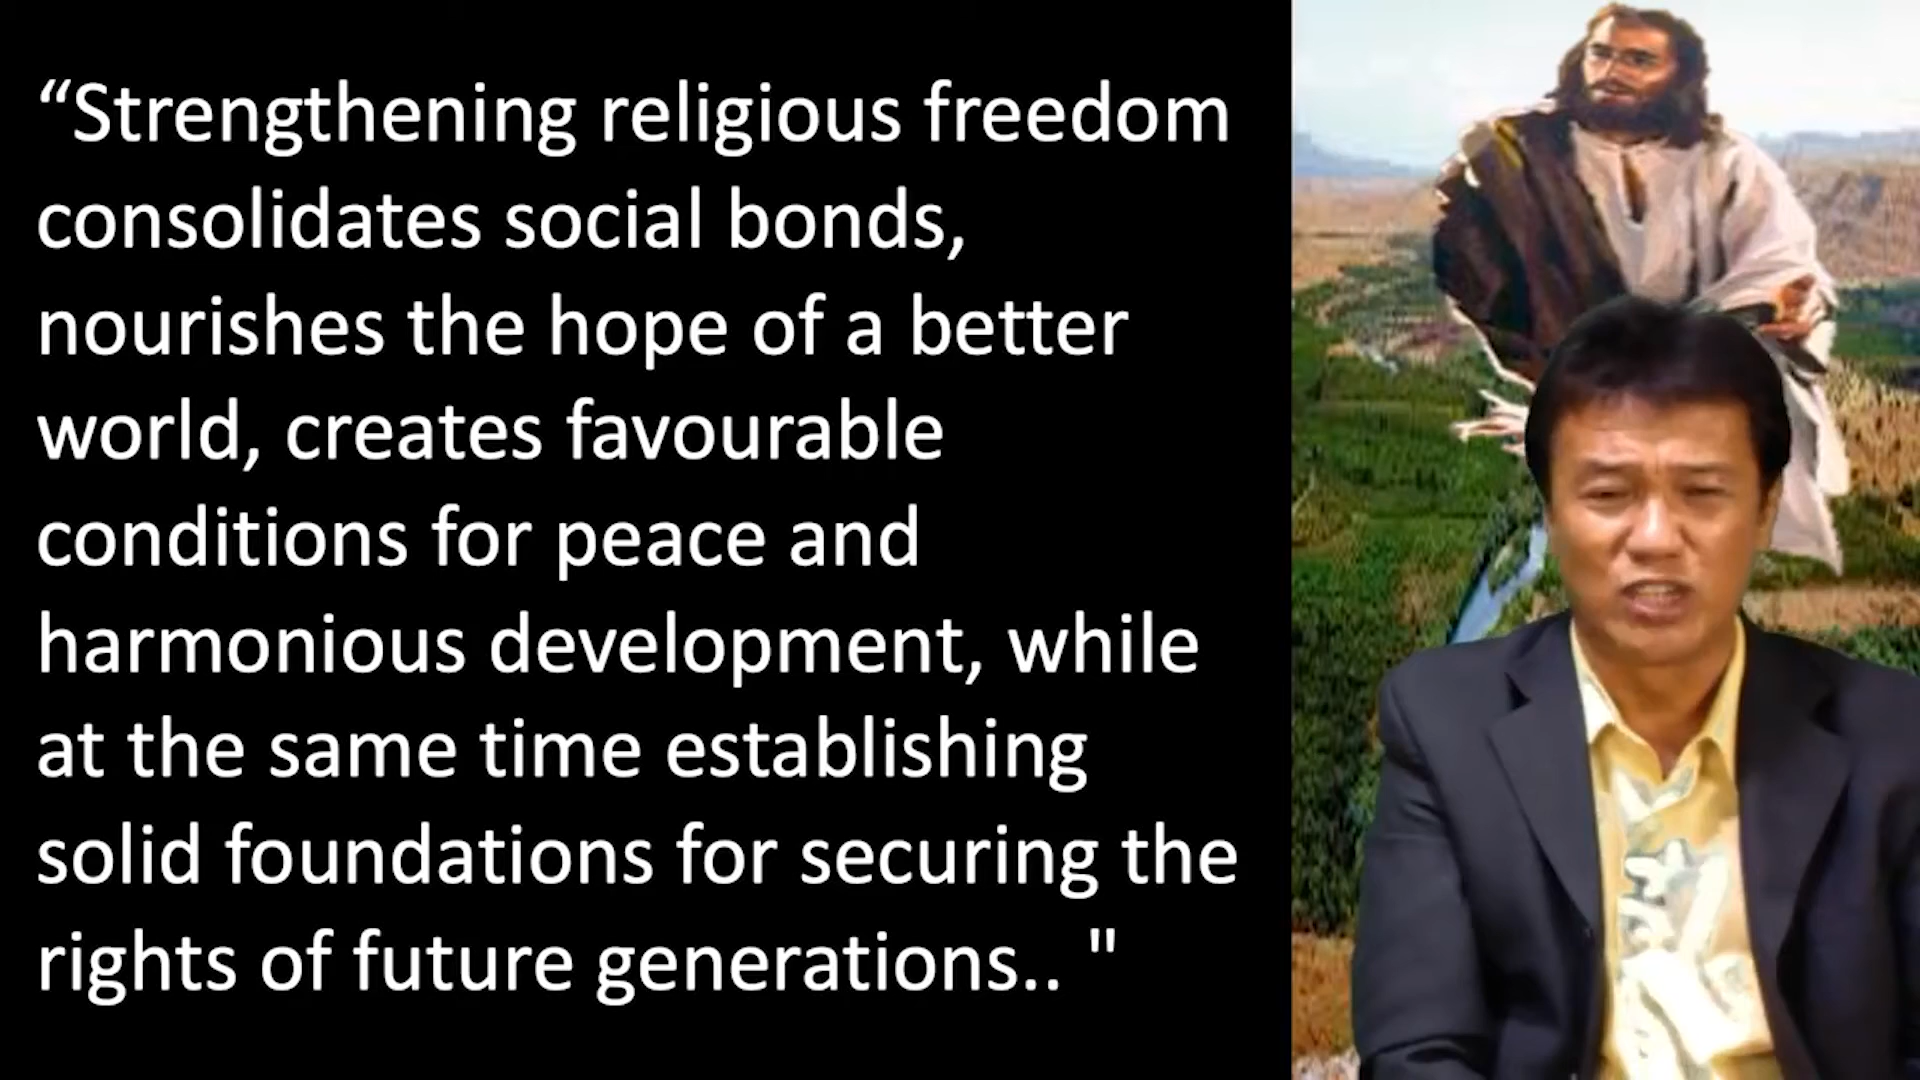 “Strengthening religious freedom
consolidates social bonds,
nourishes the hope of a better
world, creates favourable
conditions for peace and
harmonious development, while
at the same time establishing
solid foundations for securing the
rights of future generations.. "